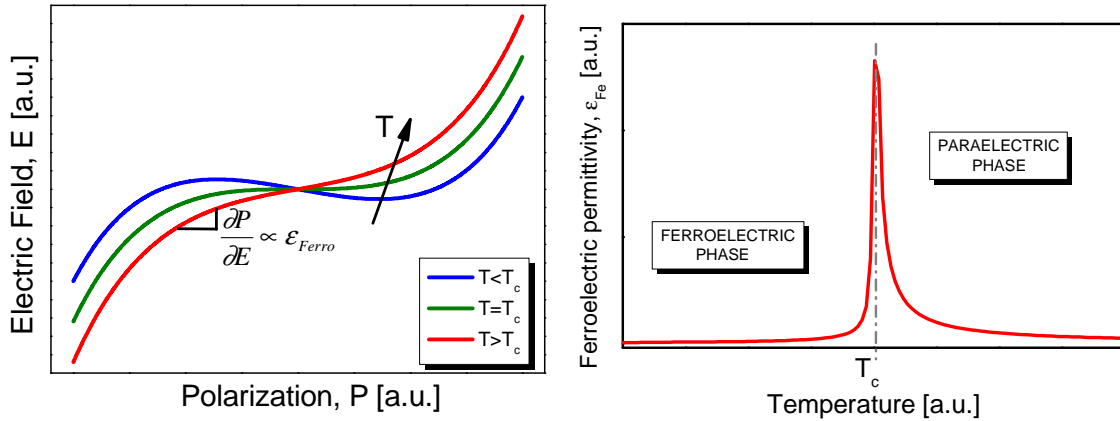 Electric Field, E [a.u.]
T
∂P
∂E
∝ ε_Ferro
T<T_c
T=T_c
T>T_c
Polarization, P [a.u.]
Ferroelectric permittivity, ε_Fe [a.u.]
PARAELECTRIC
PHASE
FERROELECTRIC
PHASE
T_c
Temperature [a.u.]